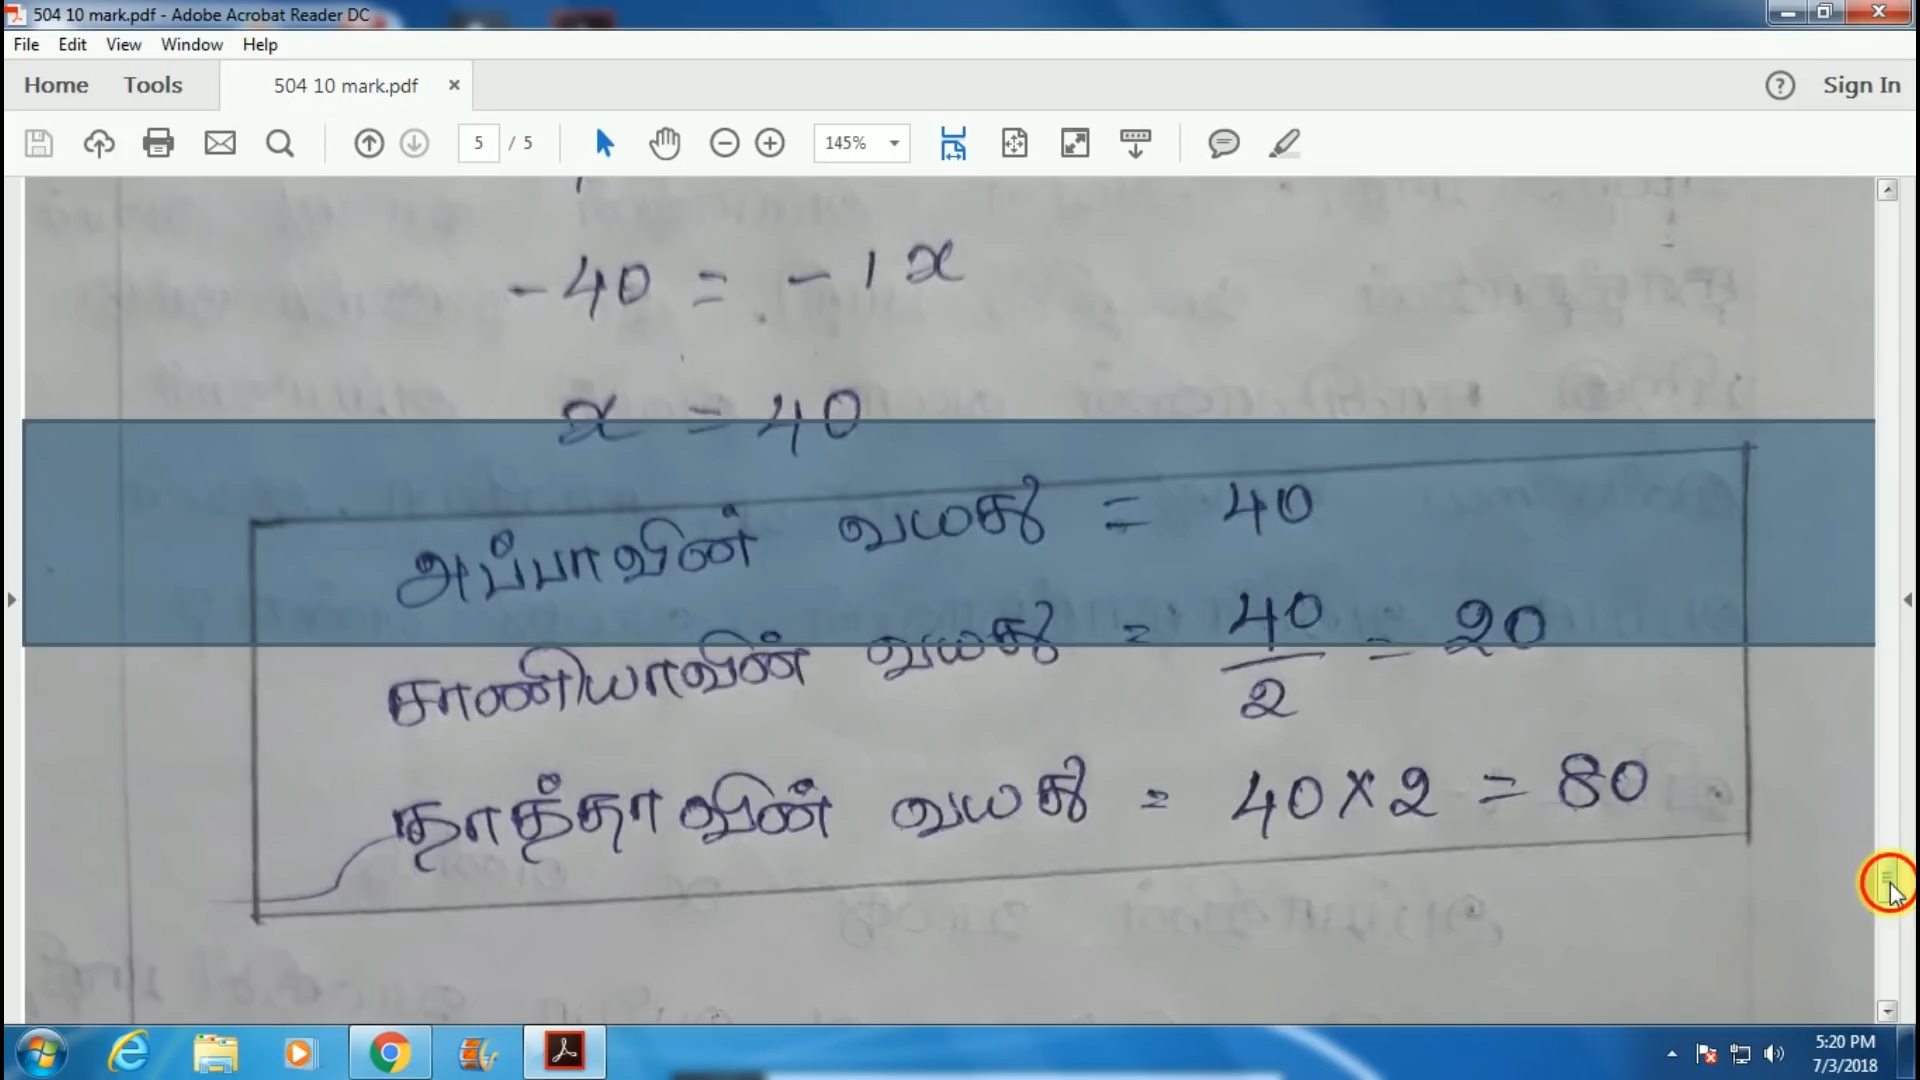 504 10 mark.pdf - Adobe Acrobat Reader DC
File Edit View Window Help
Home Tools 504 10 mark.pdf × Sign In
5 / 5 145%
-40 = -1x
x = 40
அப்பாவின் வயது = 40
சாணியாவின் வயது = 40/2 = 20
தாத்தாவின் வயது = 40 × 2 = 80
5:20 PM
7/3/2018